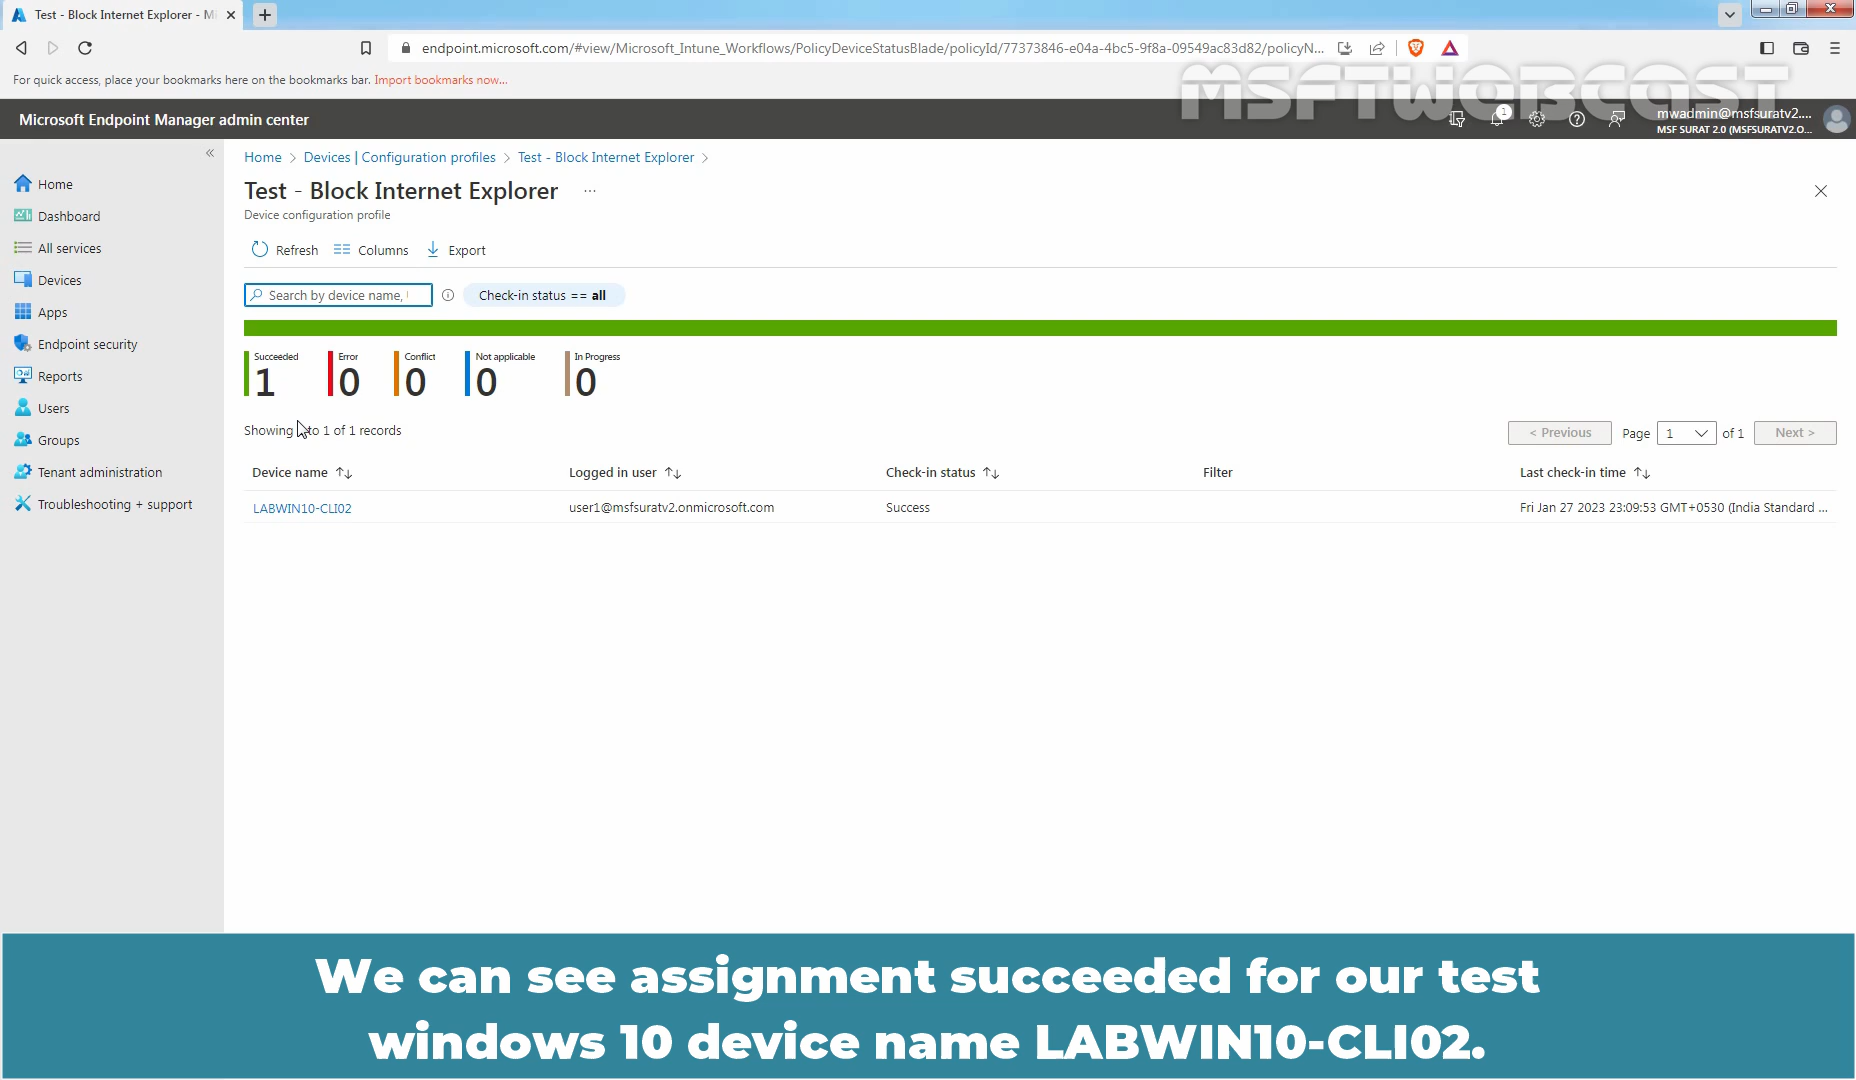 Test - Block Internet Explorer - Mi
endpoint.microsoft.com/#view/Microsoft_Intune_Workflows/PolicyDeviceStatusBlade/policyId/77373846-e04a-4bc5-9f8a-09549ac83d82/policyN...
For quick access, place your bookmarks here on the bookmarks bar. Import bookmarks now...
MSFTWEBCAST
Microsoft Endpoint Manager admin center
1
mwadmin@msfsuratv2....
MSF SURAT 2.0 (MSFSURATV2.O...
Home
Dashboard
All services
Devices
Apps
Endpoint security
Reports
Users
Groups
Tenant administration
Troubleshooting + support
Home > Devices | Configuration profiles > Test - Block Internet Explorer >
Test - Block Internet Explorer ...
Device configuration profile
Refresh Columns Export
Search by device name,
Check-in status == all
Succeeded Error Conflict Not applicable In Progress
1 0 0 0 0
Showing to 1 of 1 records
< Previous Page 1 of 1 Next >
Device name Logged in user Check-in status Filter Last check-in time
LABWIN10-CLI02 user1@msfsuratv2.onmicrosoft.com Success Fri Jan 27 2023 23:09:53 GMT+0530 (India Standard ...
We can see assignment succeeded for our test
windows 10 device name LABWIN10-CLI02.